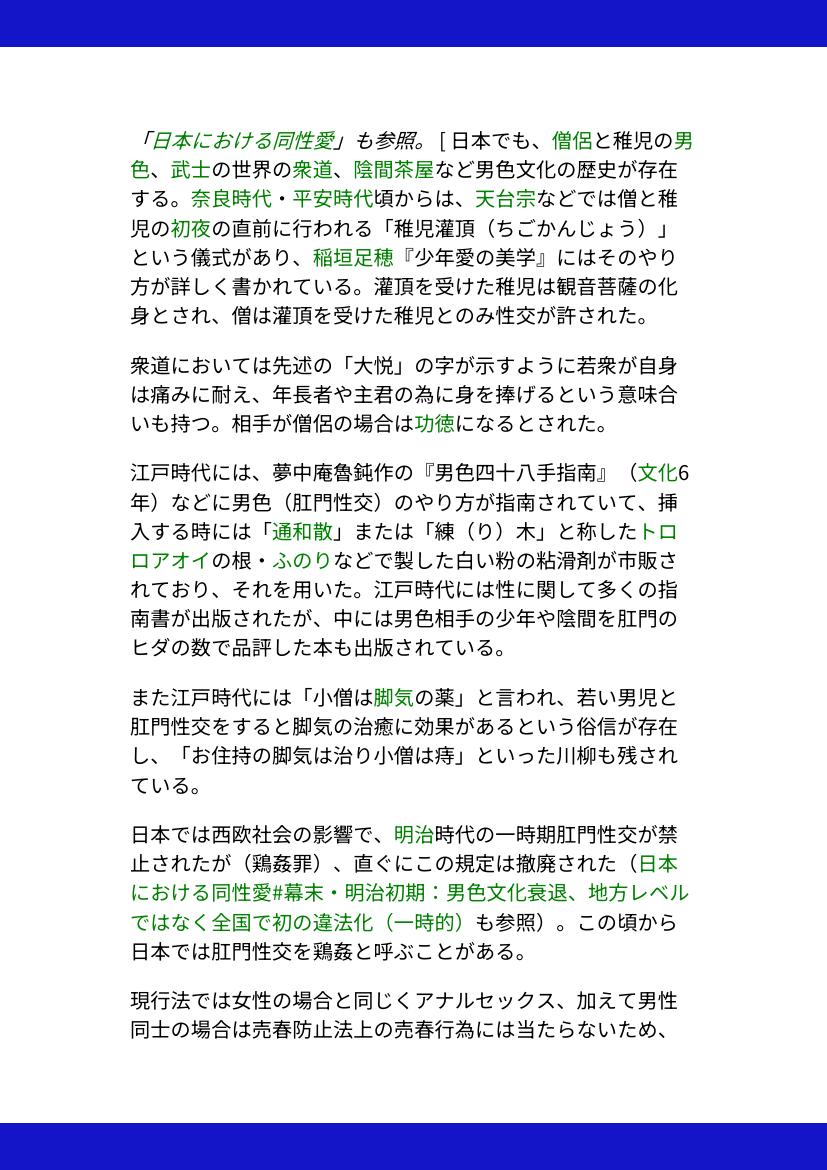 「日本における同性愛」も参照。 [ 日本でも、僧侶と稚児の男
色、武士の世界の衆道、陰間茶屋など男色文化の歴史が存在
する。奈良時代・平安時代頃からは、天台宗などでは僧と稚
児の初夜の直前に行われる「稚児灌頂（ちごかんじょう）」
という儀式があり、稲垣足穂『少年愛の美学』にはそのやり
方が詳しく書かれている。灌頂を受けた稚児は観音菩薩の化
身とされ、僧は灌頂を受けた稚児とのみ性交が許された。
衆道においては先述の「大悦」の字が示すように若衆が自身
は痛みに耐え、年長者や主君の為に身を捧げるという意味合
いも持つ。相手が僧侶の場合は功徳になるとされた。
江戸時代には、夢中庵魯鈍作の『男色四十八手指南』（文化6
年）などに男色（肛門性交）のやり方が指南されていて、挿
入する時には「通和散」または「練（り）木」と称したトロ
ロアオイの根・ふのりなどで製した白い粉の粘滑剤が市販さ
れており、それを用いた。江戸時代には性に関して多くの指
南書が出版されたが、中には男色相手の少年や陰間を肛門の
ヒダの数で品評した本も出版されている。
また江戸時代には「小僧は脚気の薬」と言われ、若い男児と
肛門性交をすると脚気の治癒に効果があるという俗信が存在
し、「お住持の脚気は治り小僧は痔」といった川柳も残され
ている。
日本では西欧社会の影響で、明治時代の一時期肛門性交が禁
止されたが（鶏姦罪）、直ぐにこの規定は撤廃された（日本
における同性愛#幕末・明治初期：男色文化衰退、地方レベル
ではなく全国で初の違法化（一時的）も参照）。この頃から
日本では肛門性交を鶏姦と呼ぶことがある。
現行法では女性の場合と同じくアナルセックス、加えて男性
同士の場合は売春防止法上の売春行為には当たらないため、